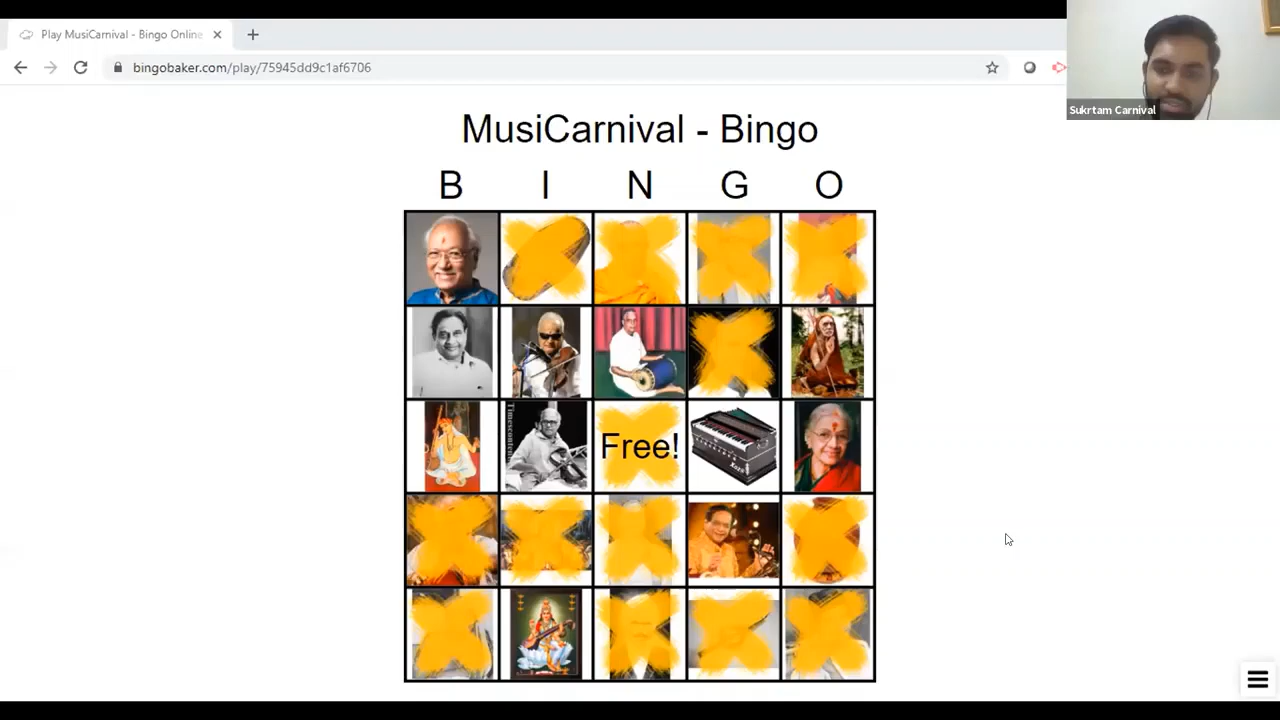 Play MusiCarnival - Bingo Online
bingobaker.com/play/75945dd9c1af6706
Sukrtam Carnival
MusiCarnival - Bingo
B I N G O
Free!